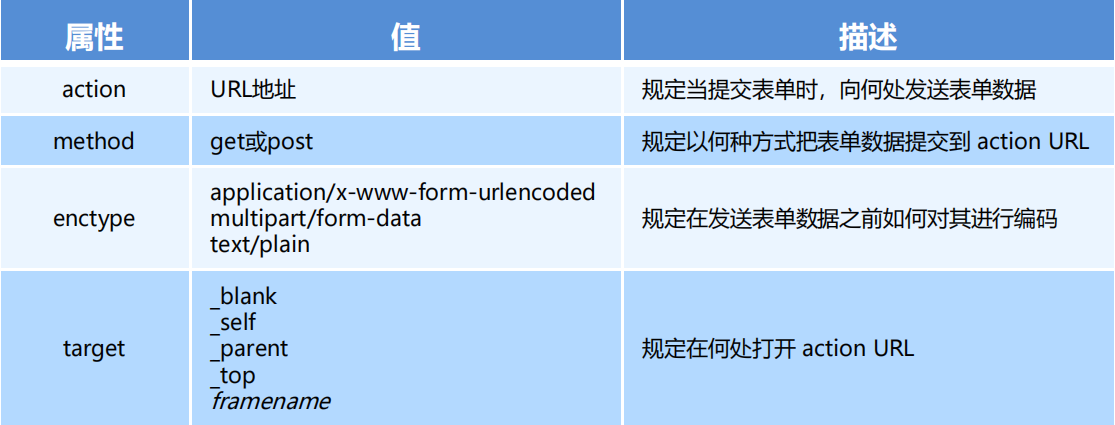 属性 值 描述
action URL地址 规定当提交表单时，向何处发送表单数据
method get或post 规定以何种方式把表单数据提交到 action URL
enctype application/x-www-form-urlencoded
multipart/form-data
text/plain
规定在发送表单数据之前如何对其进行编码
target _blank
_self
_parent
_top
framename
规定在何处打开 action URL